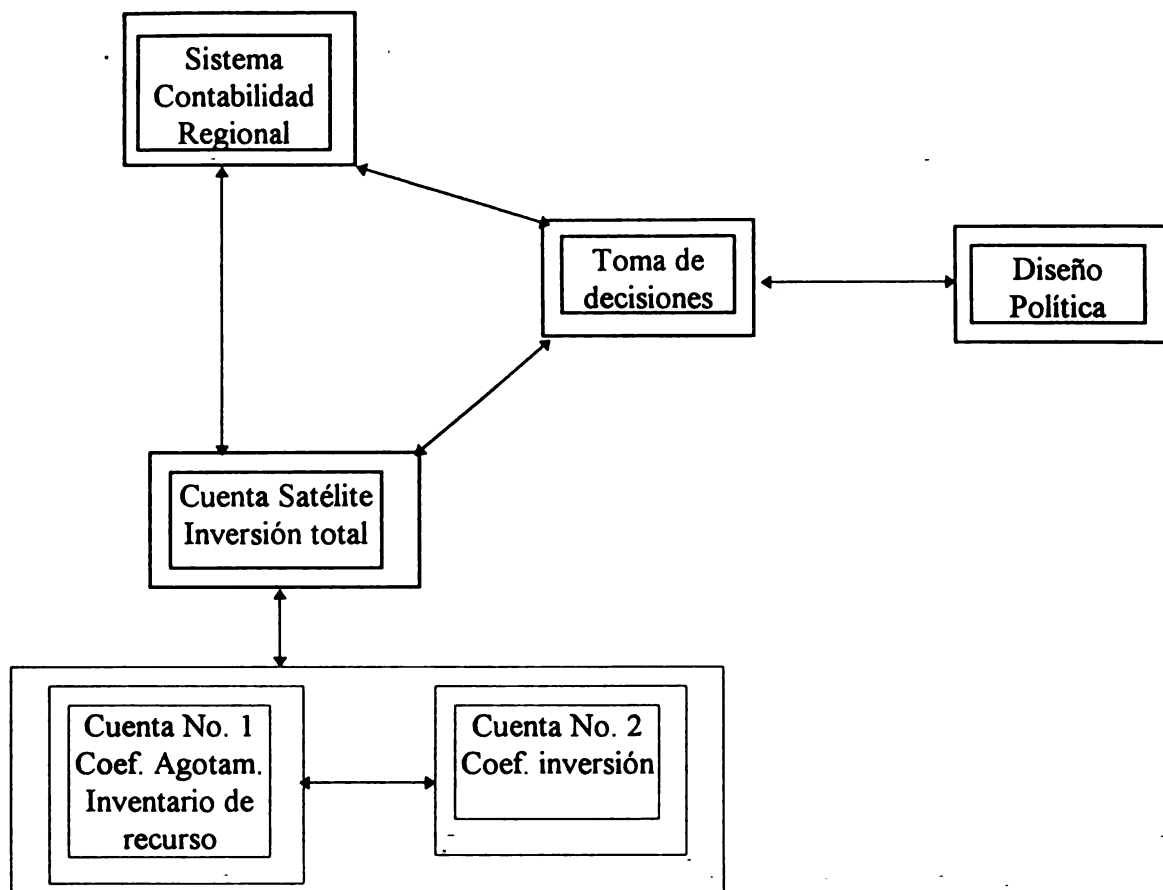 Sistema
Contabilidad
Regional
Toma de
decisiones
Diseño
Política
Cuenta Satélite
Inversión total
Cuenta No. 1
Coef. Agotam.
Inventario de
recurso
Cuenta No. 2
Coef. inversión